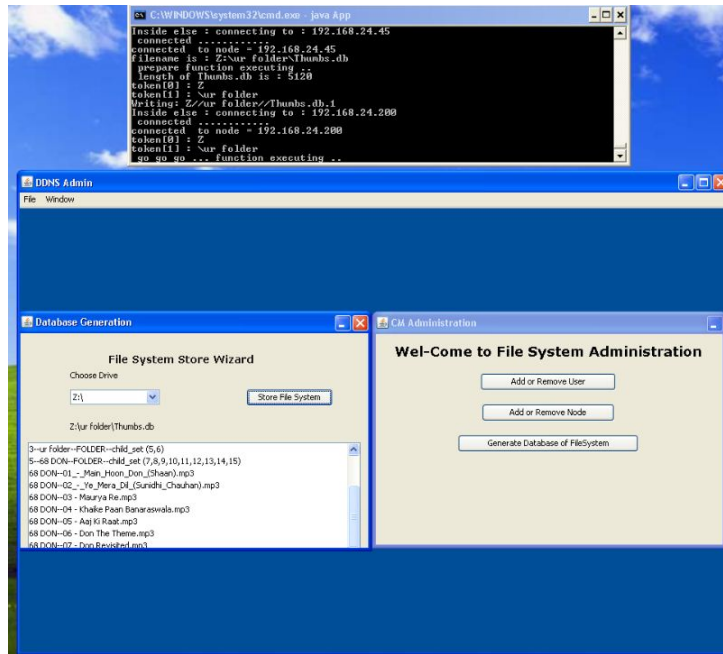 C:\WINDOWS\system32\cmd.exe - java App
Inside else : connecting to : 192.168.24.45
connected ............
connected to node = 192.168.24.45
filename is : Z:\ur folder\Thumbs.db
prepare function executing ..
length of Thumbs.db is : 5120
token[0] : Z
token[1] : \ur folder
Writing: Z//ur folder//Thumbs.db.1
Inside else : connecting to : 192.168.24.200
connected ............
connected to node = 192.168.24.200
token[0] : Z
token[1] : \ur folder
go go go ... function executing ..
DDNS Admin
File Window
Database Generation
File System Store Wizard
Choose Drive
Z:\
Store File System
Z:\ur folder\Thumbs.db
3--ur folder--FOLDER--child_set (5,6)
5--68 DON--FOLDER--child_set (7,8,9,10,11,12,13,14,15)
68 DON--01_-_Main_Hoon_Don_(Shaan).mp3
68 DON--02_-_Ye_Mera_Dil_(Sunidhi_Chauhan).mp3
68 DON--03 - Maurya Re.mp3
68 DON--04 - Khaike Paan Banaraswala.mp3
68 DON--05 - Aaj Ki Raat.mp3
68 DON--06 - Don The Theme.mp3
68 DON--07 - Don Revisited.mp3
CM Administration
Wel-Come to File System Administration
Add or Remove User
Add or Remove Node
Generate Database of FileSystem